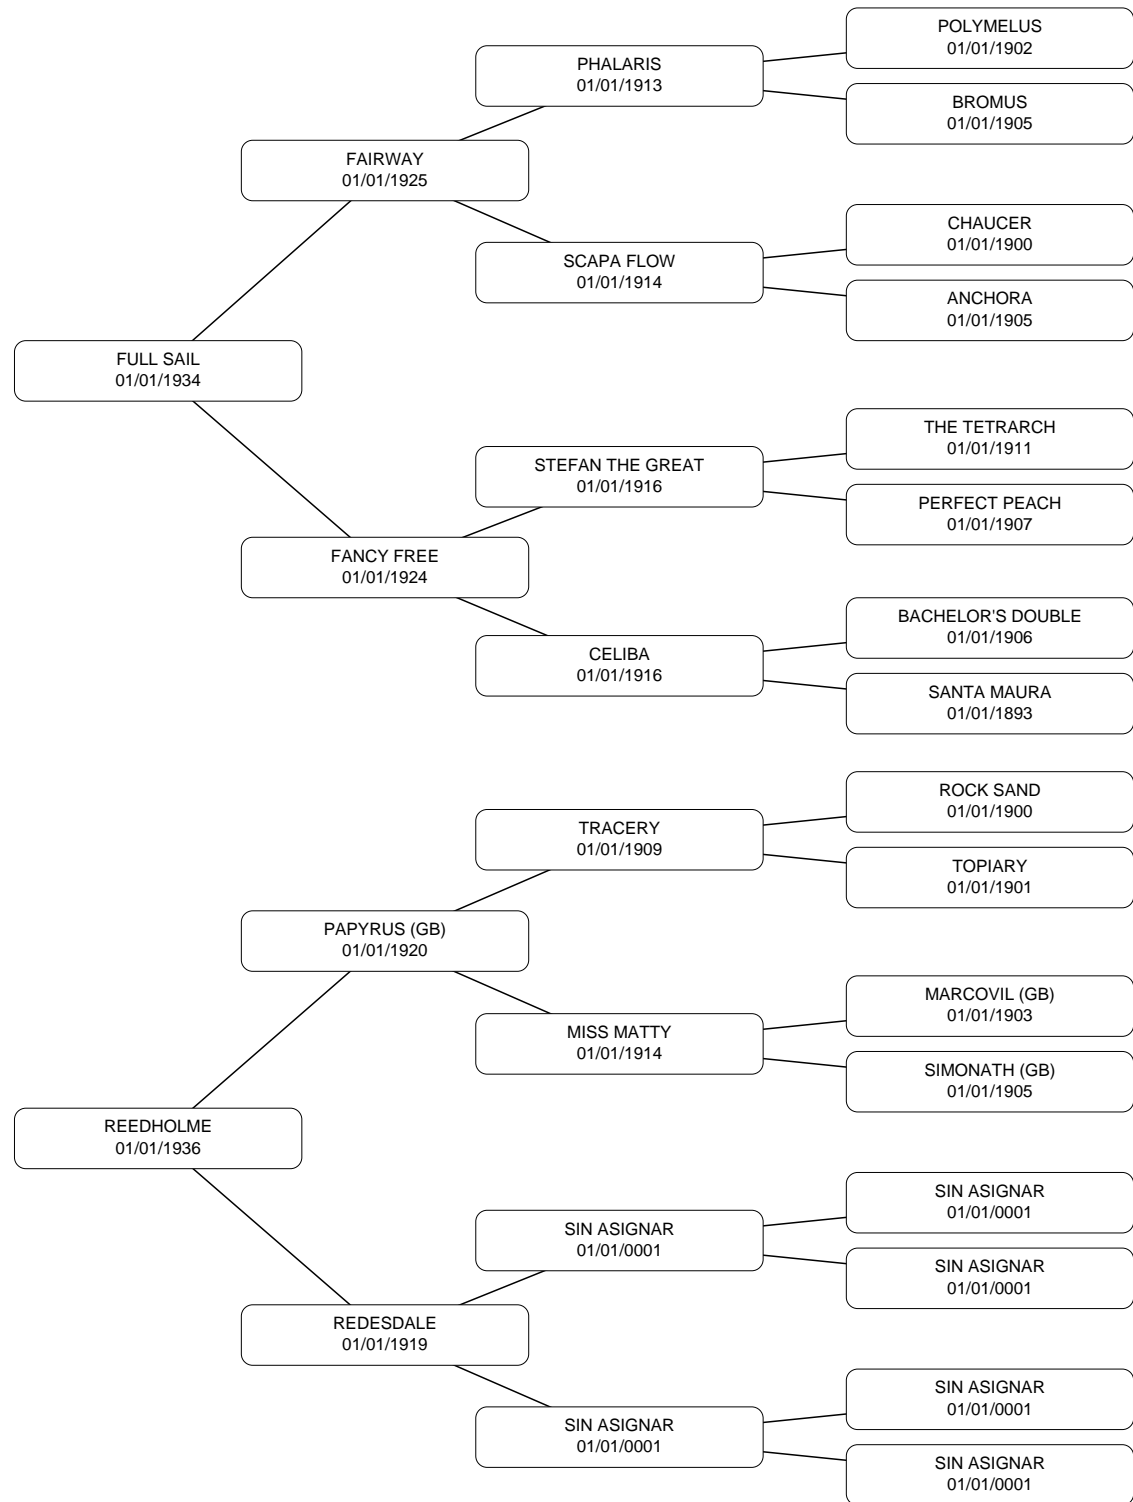 POLYMELUS
01/01/1902
PHALARIS
01/01/1913
BROMUS
01/01/1905
FAIRWAY
01/01/1925
CHAUCER
01/01/1900
SCAPA FLOW
01/01/1914
ANCHORA
01/01/1905
FULL SAIL
01/01/1934
THE TETRARCH
01/01/1911
STEFAN THE GREAT
01/01/1916
PERFECT PEACH
01/01/1907
FANCY FREE
01/01/1924
BACHELOR'S DOUBLE
01/01/1906
CELIBA
01/01/1916
SANTA MAURA
01/01/1893
ROCK SAND
01/01/1900
TRACERY
01/01/1909
TOPIARY
01/01/1901
PAPYRUS (GB)
01/01/1920
MARCOVIL (GB)
01/01/1903
MISS MATTY
01/01/1914
SIMONATH (GB)
01/01/1905
REEDHOLME
01/01/1936
SIN ASIGNAR
01/01/0001
SIN ASIGNAR
01/01/0001
SIN ASIGNAR
01/01/0001
REDESDALE
01/01/1919
SIN ASIGNAR
01/01/0001
SIN ASIGNAR
01/01/0001
SIN ASIGNAR
01/01/0001